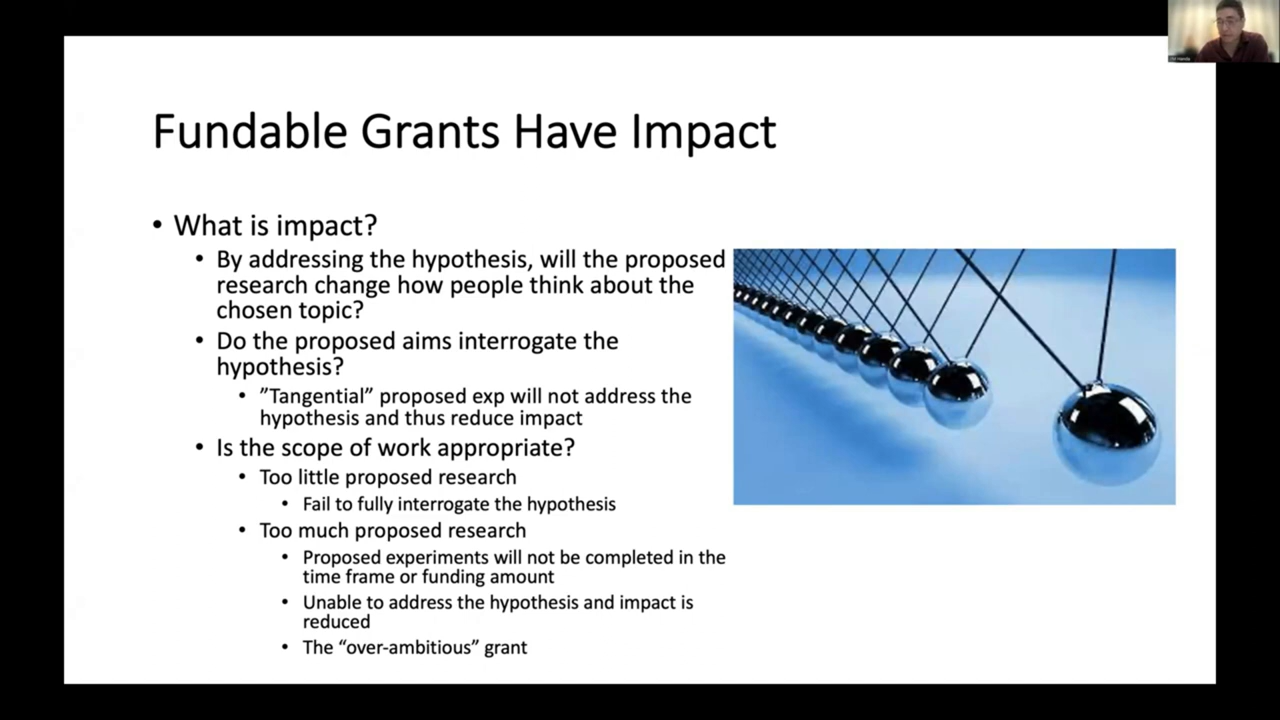 Fundable Grants Have Impact
• What is impact?
• By addressing the hypothesis, will the proposed
research change how people think about the
chosen topic?
• Do the proposed aims interrogate the
hypothesis?
• ”Tangential” proposed exp will not address the
hypothesis and thus reduce impact
• Is the scope of work appropriate?
• Too little proposed research
• Fail to fully interrogate the hypothesis
• Too much proposed research
• Proposed experiments will not be completed in the
time frame or funding amount
• Unable to address the hypothesis and impact is
reduced
• The “over-ambitious” grant